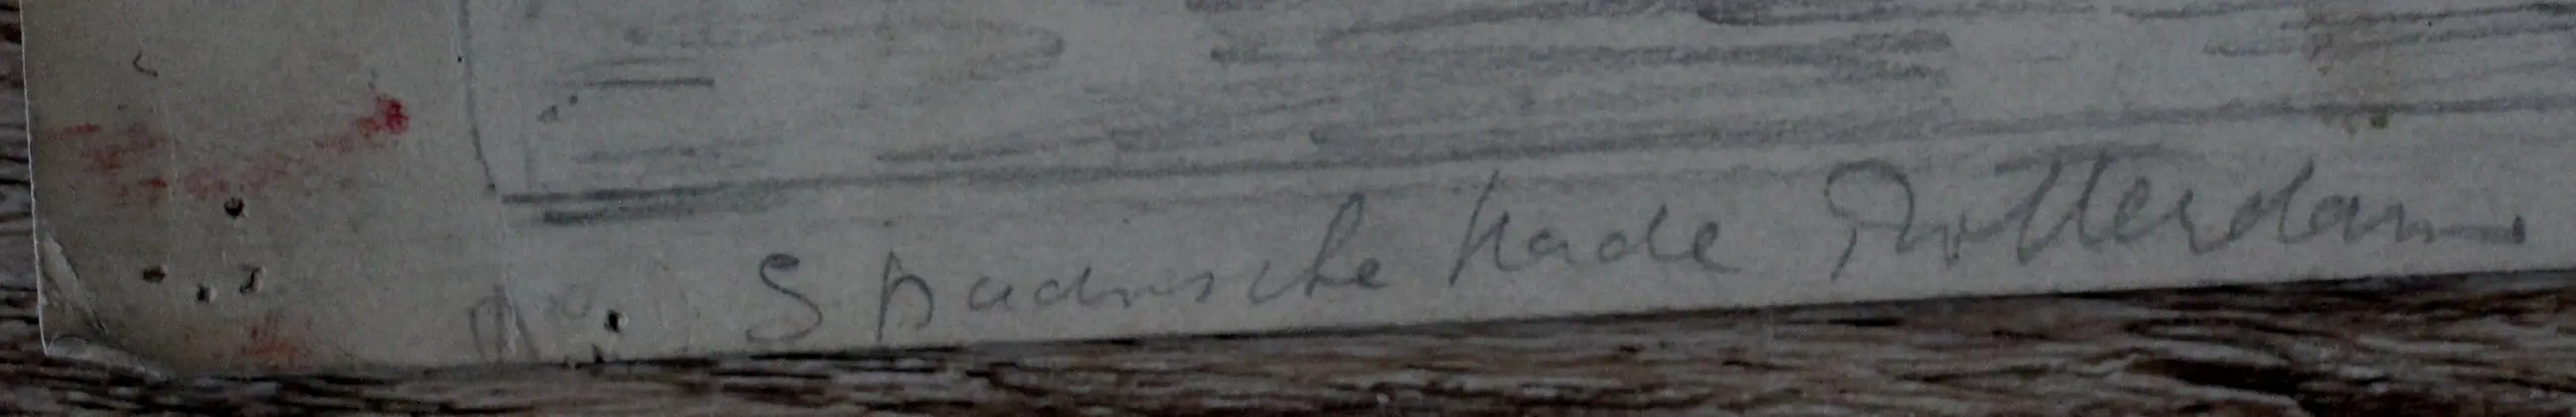 Spaansche Kade Rotterdam